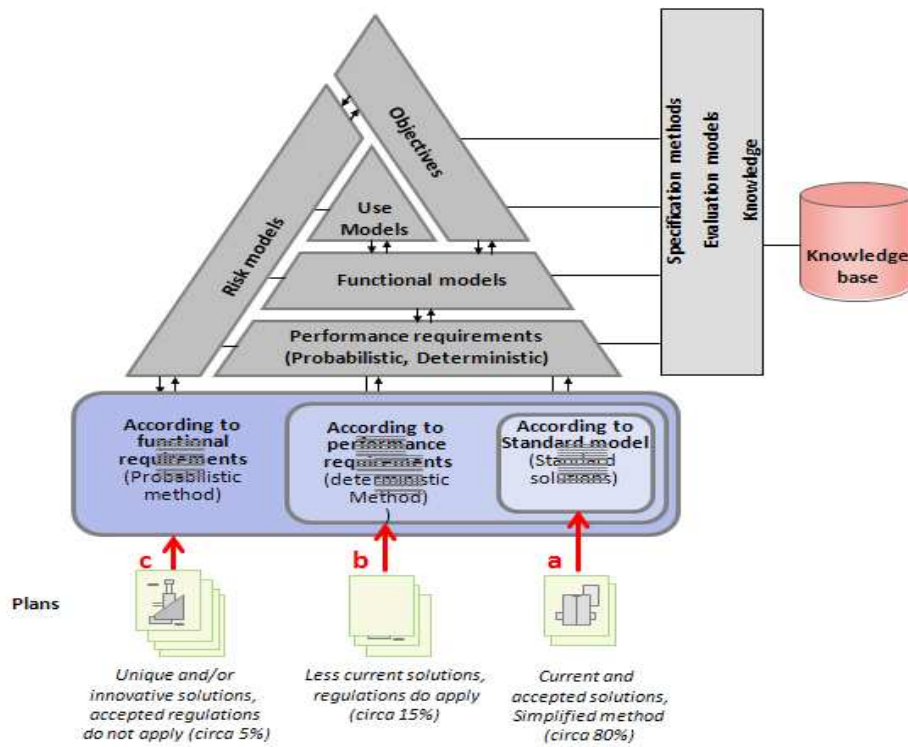 Objectives
Risk models
Use
Models
Functional models
Performance requirements
(Probabilistic, Deterministic)
Specification methods
Evaluation models
Knowledge
Knowledge
base
According to
functional
requirements
(Probabilistic
method)
According to
performance
requirements
(deterministic
Method)
)
According to
Standard model
(Standard
solutions)
c
b
a
Plans
Unique and/or
innovative solutions,
accepted regulations
do not apply (circa 5%)
Less current solutions,
regulations do apply
(circa 15%)
Current and
accepted solutions,
Simplified method
(circa 80%)